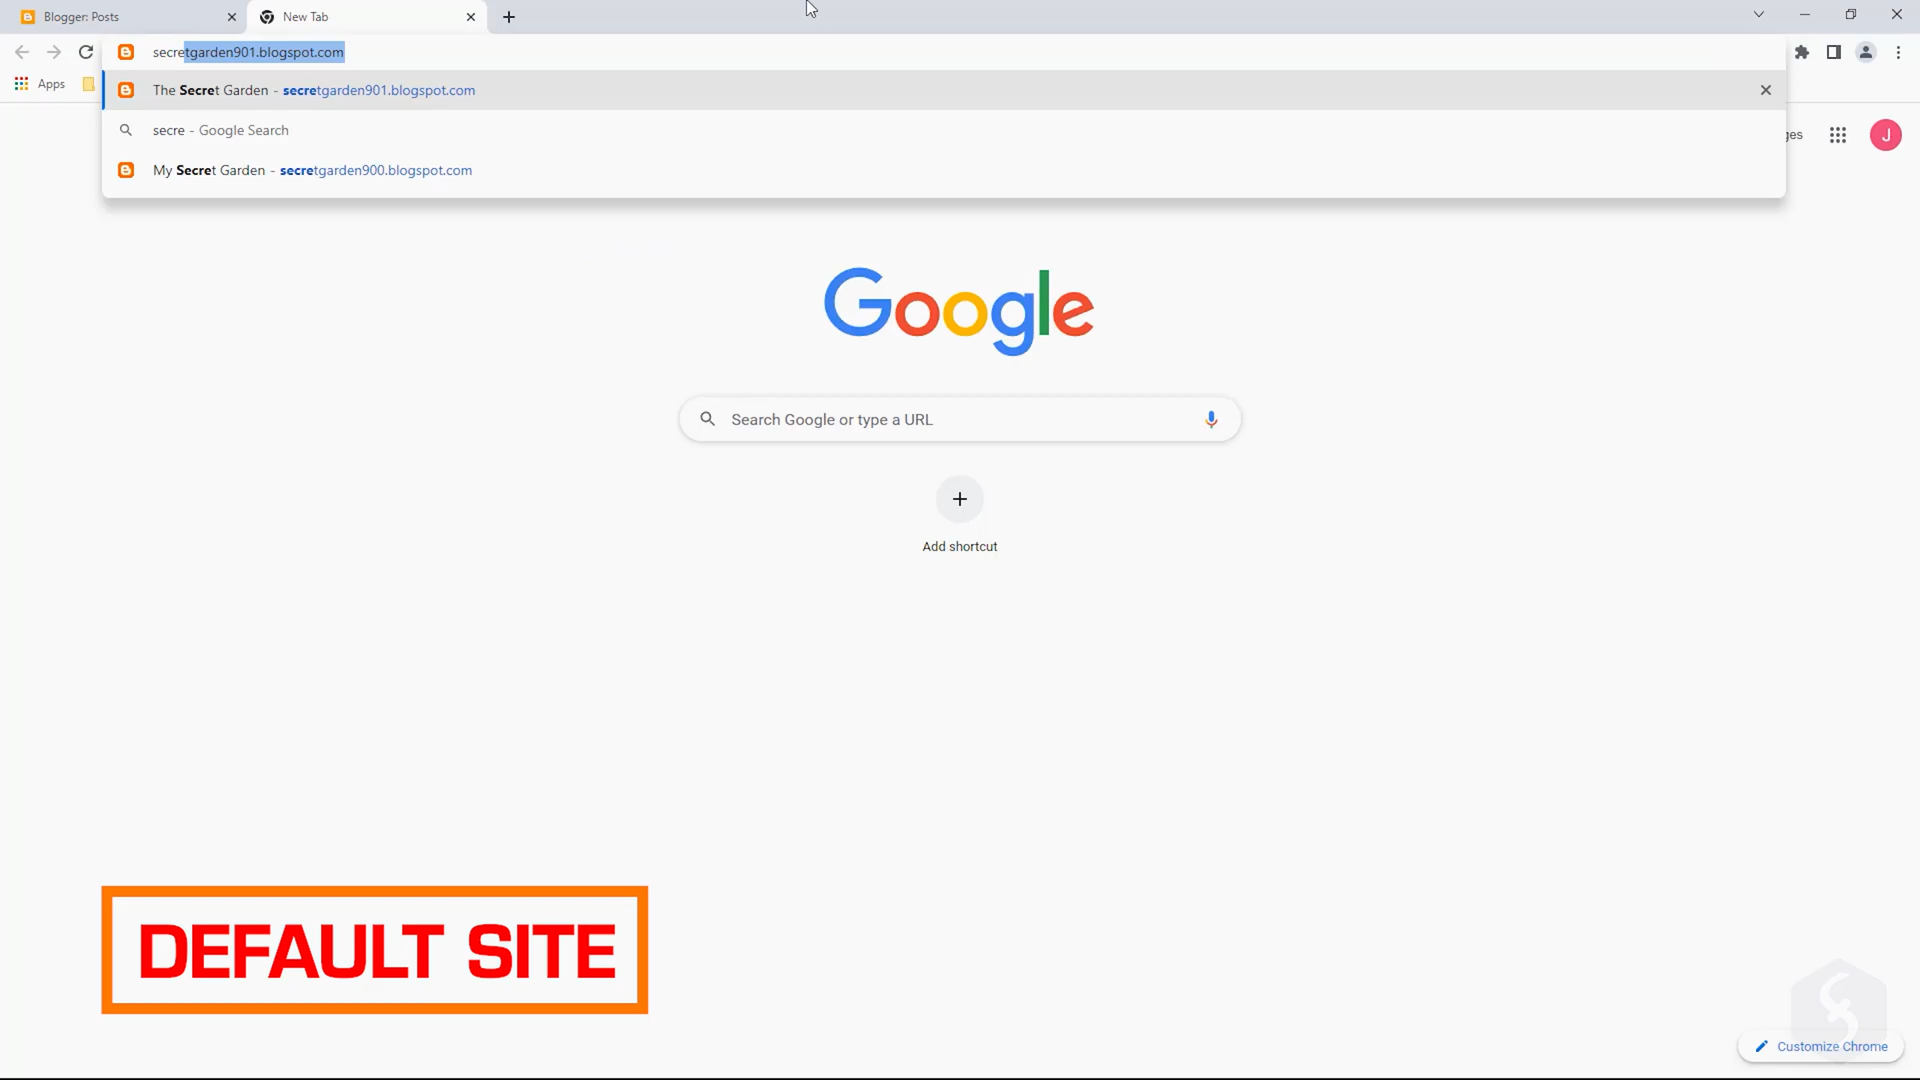 Blogger: Posts
New Tab
secretgarden901.blogspot.com
Apps
The Secret Garden - secretgarden901.blogspot.com
secre - Google Search
ges
J
My Secret Garden - secretgarden900.blogspot.com
Google
Search Google or type a URL
Add shortcut
DEFAULT SITE
Customize Chrome